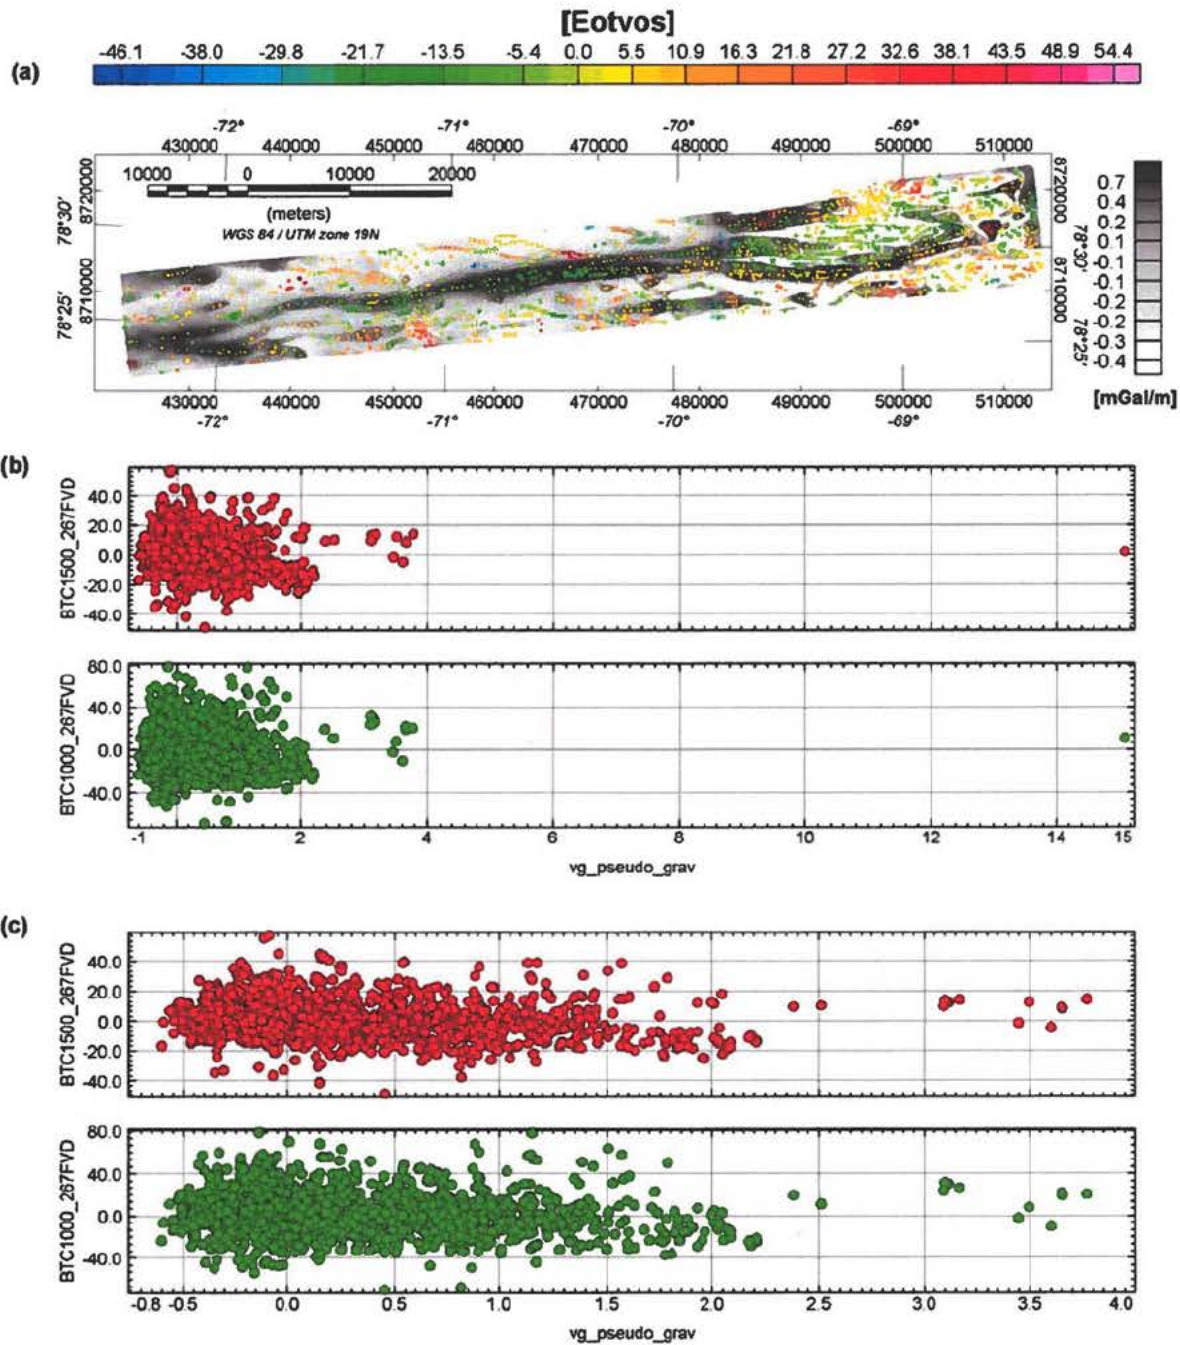 [Eotvos]
-46.1 -38.0 -29.8 -21.7 -13.5 -5.4 0.0 5.5 10.9 16.3 21.8 27.2 32.6 38.1 43.5 48.9 54.4
(a)
-72° -71° -70° -69°
430000 440000 450000 460000 470000 480000 490000 500000 510000
10000 0 10000 20000
(meters)
WGS 84 / UTM zone 19N
78°30' 8720000
78°25' 8710000
8720000 78°30'
8710000 78°25'
0.7
0.4
0.2
0.1
-0.1
-0.1
-0.2
-0.2
-0.3
-0.4
[mGal/m]
430000 440000 450000 460000 470000 480000 490000 500000 510000
-72° -71° -70° -69°
(b)
BTC1500_267FVD
40.0
20.0
0.0
-20.0
-40.0
BTC1000_267FVD
80.0
40.0
0.0
-40.0
-1 2 4 6 8 10 12 14 15
vg_pseudo_grav
(c)
BTC1500_267FVD
40.0
20.0
0.0
-20.0
-40.0
BTC1000_267FVD
80.0
40.0
0.0
-40.0
-0.8 -0.5 0.0 0.5 1.0 1.5 2.0 2.5 3.0 3.5 4.0
vg_pseudo_grav